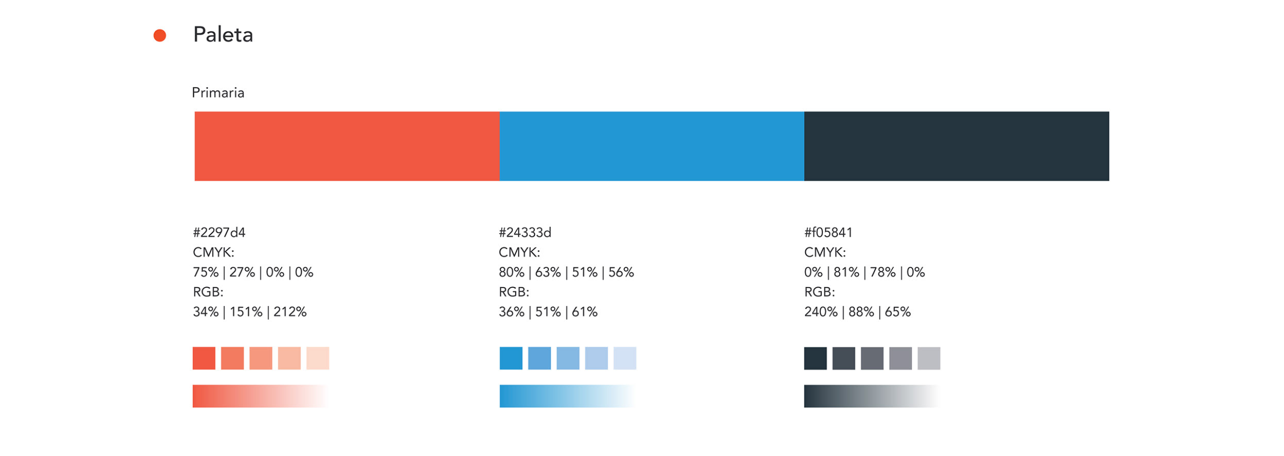 Paleta
Primaria
#2297d4
CMYK:
75% | 27% | 0% | 0%
RGB:
34% | 151% | 212%
#24333d
CMYK:
80% | 63% | 51% | 56%
RGB:
36% | 51% | 61%
#f05841
CMYK:
0% | 81% | 78% | 0%
RGB:
240% | 88% | 65%